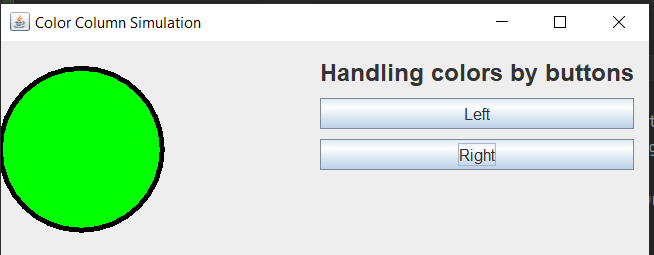 Color Column Simulation
Handling colors by buttons
Left
Right